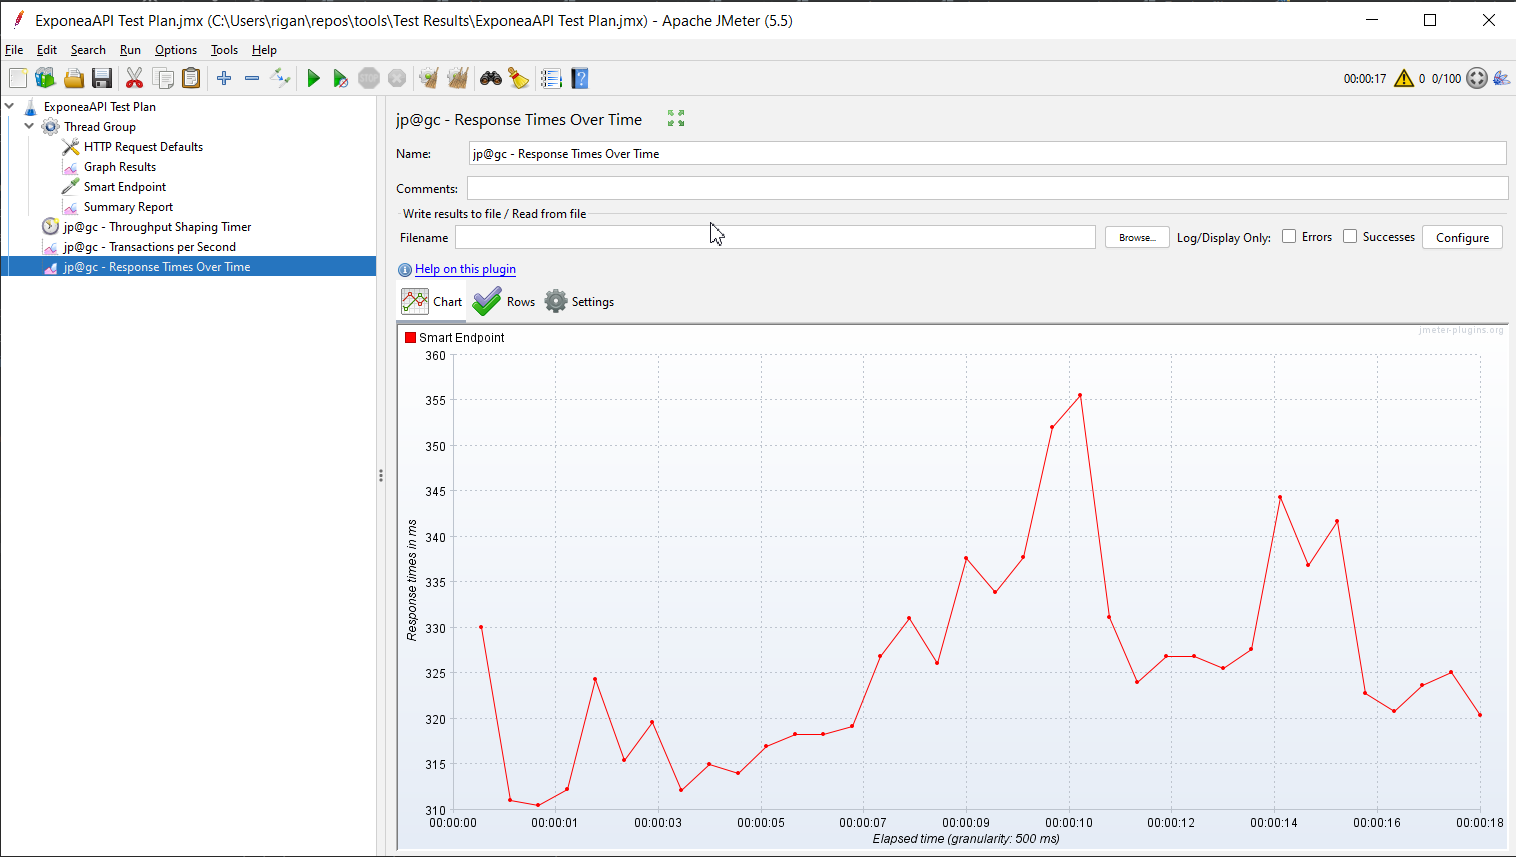 ExponeaAPI Test Plan.jmx (C:\Users\rigan\repos\tools\Test Results\ExponeaAPI Test Plan.jmx) - Apache JMeter (5.5)
File Edit Search Run Options Tools Help
STOP
00:00:17 0 0/100
ExponeaAPI Test Plan
Thread Group
HTTP Request Defaults
Graph Results
Smart Endpoint
Summary Report
jp@gc - Throughput Shaping Timer
jp@gc - Transactions per Second
jp@gc - Response Times Over Time
jp@gc - Response Times Over Time
Name: jp@gc - Response Times Over Time
Comments:
Write results to file / Read from file
Filename Browse... Log/Display Only: Errors Successes Configure
Help on this plugin
Chart Rows Settings
jmeter-plugins.org
Smart Endpoint
360
355
350
345
340
335
330
325
320
315
310
Response times in ms
00:00:00 00:00:01 00:00:03 00:00:05 00:00:07 00:00:09 00:00:10 00:00:12 00:00:14 00:00:16 00:00:18
Elapsed time (granularity: 500 ms)